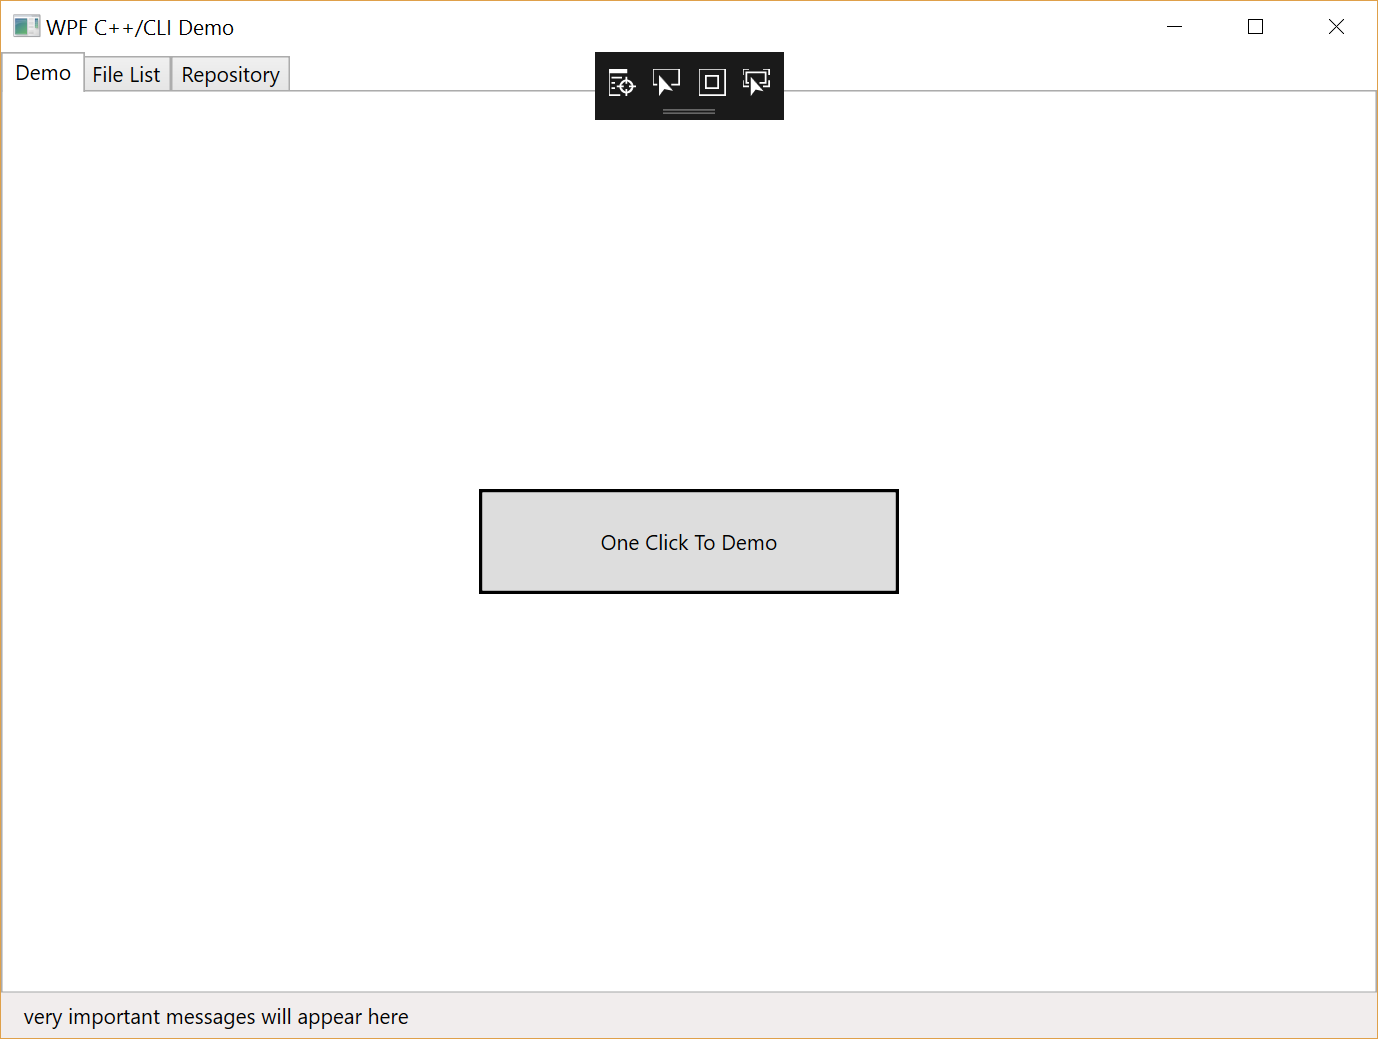 WPF C++/CLI Demo
Demo File List Repository
One Click To Demo
very important messages will appear here